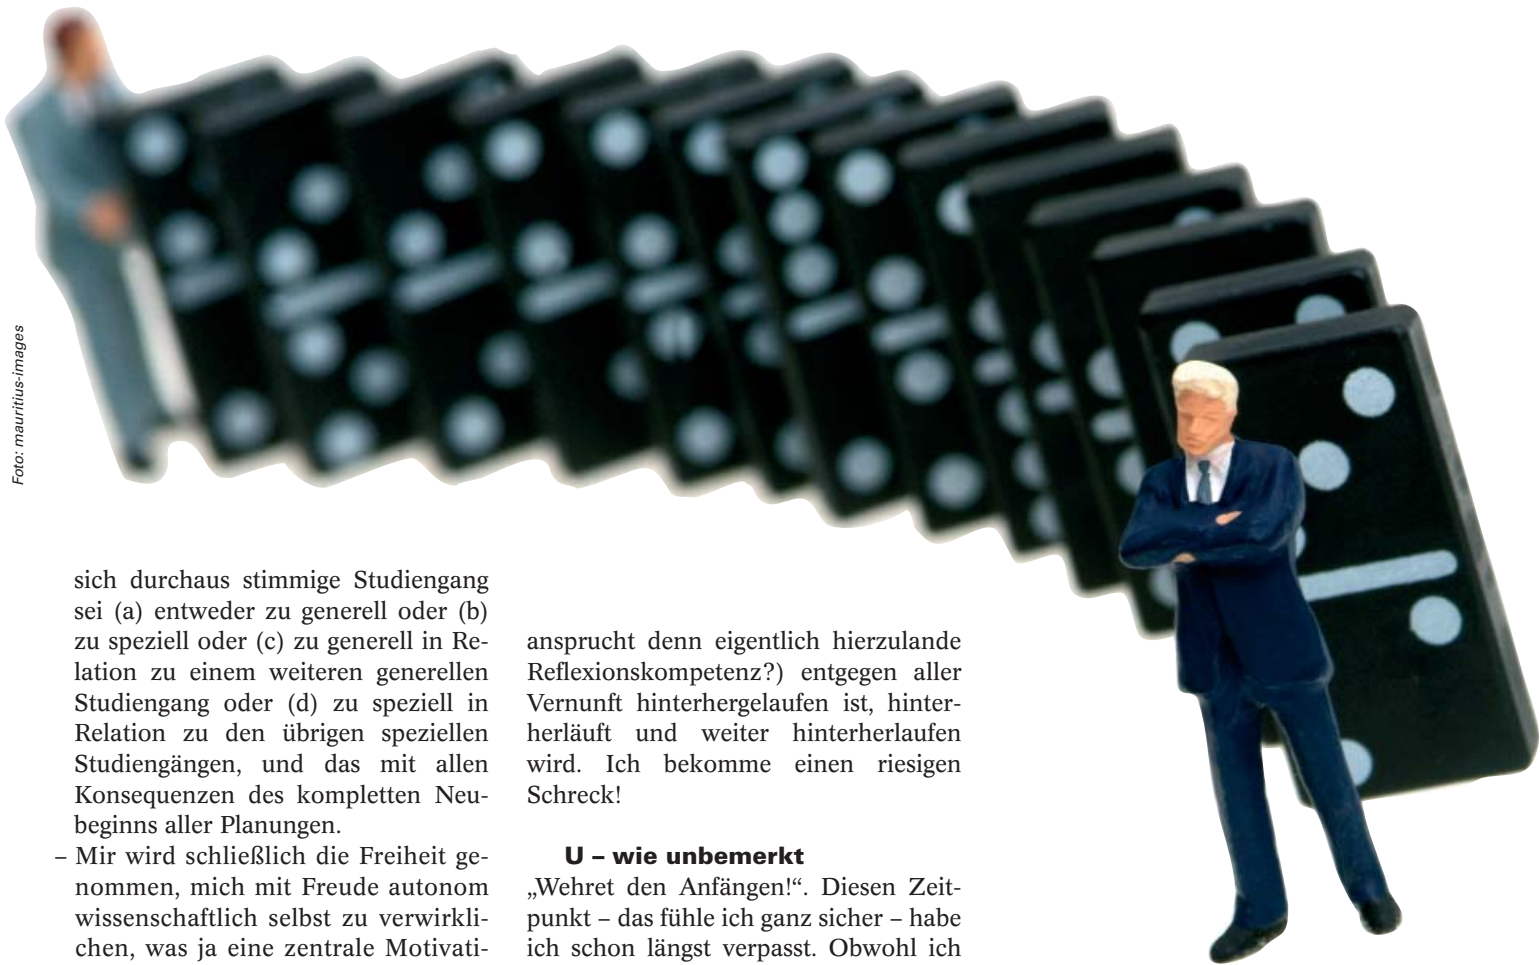 Foto: mauritius-images
sich durchaus stimmige Studiengang
sei (a) entweder zu generell oder (b)
zu speziell oder (c) zu generell in Re-
lation zu einem weiteren generellen
Studiengang oder (d) zu speziell in
Relation zu den übrigen speziellen
Studiengängen, und das mit allen
Konsequenzen des kompletten Neu-
beginns aller Planungen.
– Mir wird schließlich die Freiheit ge-
nommen, mich mit Freude autonom
wissenschaftlich selbst zu verwirkli-
chen, was ja eine zentrale Motivati-
ansprucht denn eigentlich hierzulande
Reflexionskompetenz?) entgegen aller
Vernunft hinterhergelaufen ist, hinter-
herläuft und weiter hinterherlaufen
wird. Ich bekomme einen riesigen
Schreck!
U – wie unbemerkt
„Wehret den Anfängen!“. Diesen Zeit-
punkt – das fühle ich ganz sicher – habe
ich schon längst verpasst. Obwohl ich